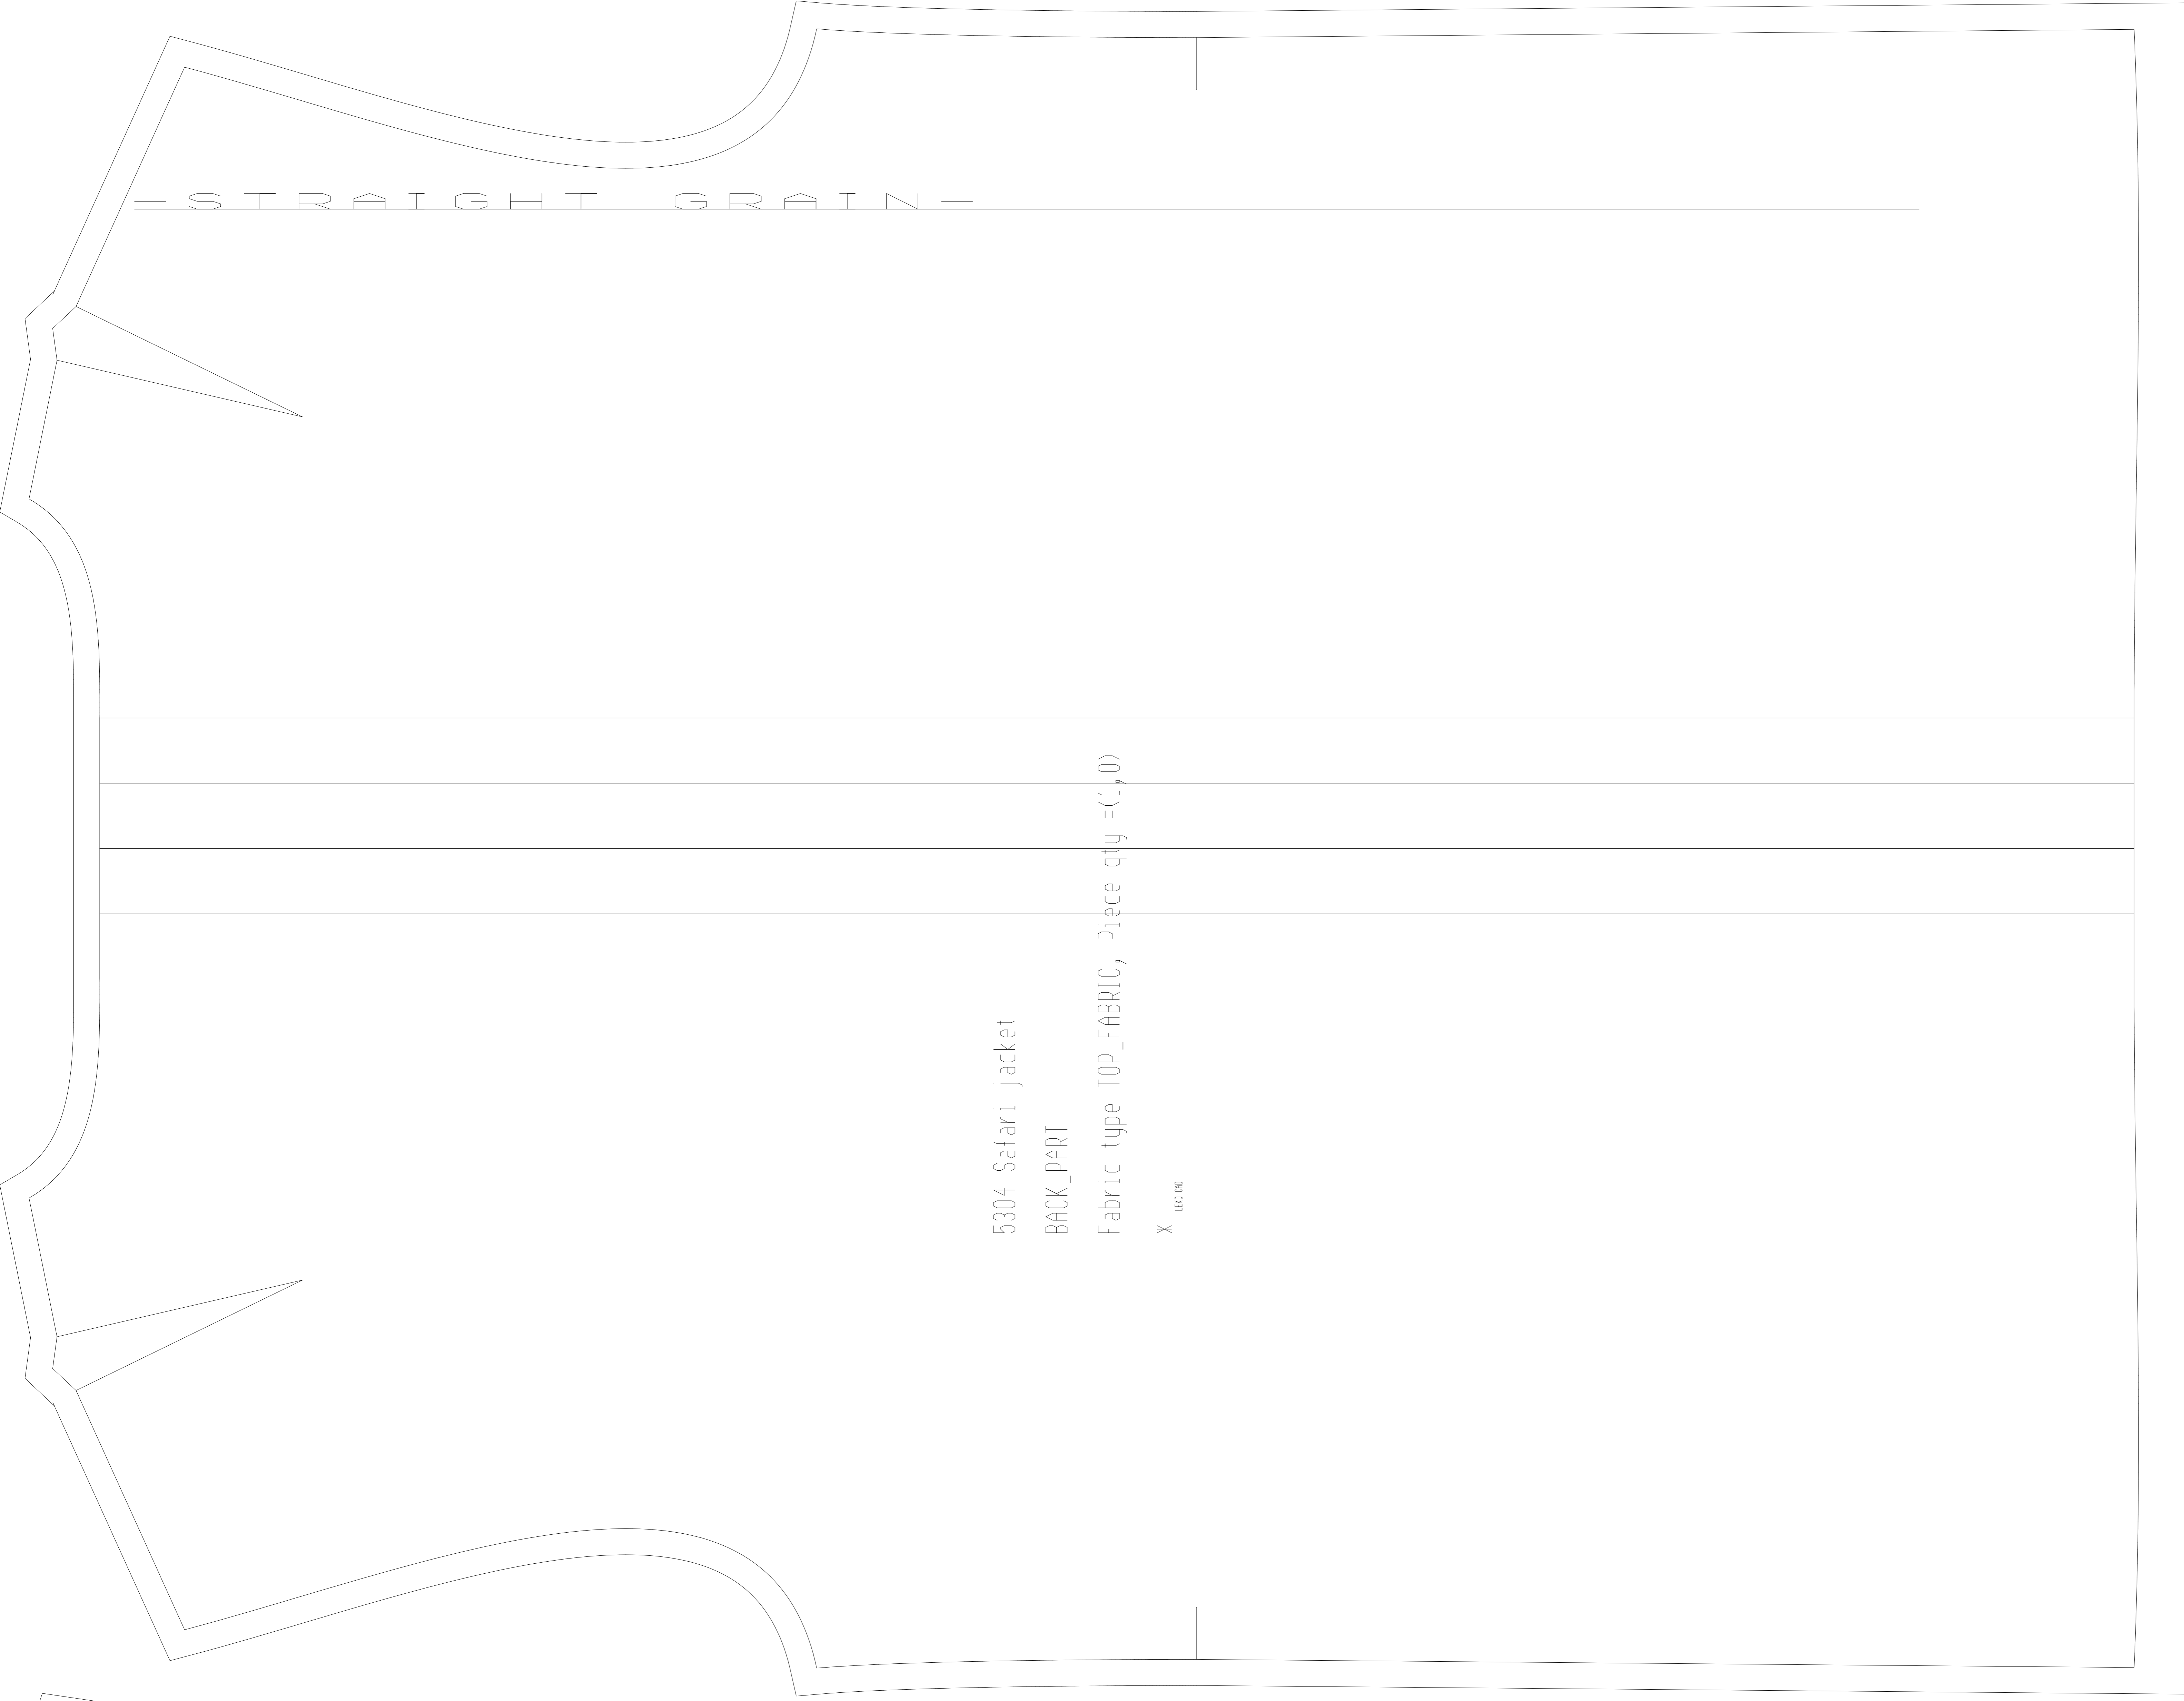 -STRAIGHT GRAIN-
5304 Safari jacket
BACK_PART
Fabric type TOP_FABRIC, Piece qty =(1,0)
X
LEKO CAD